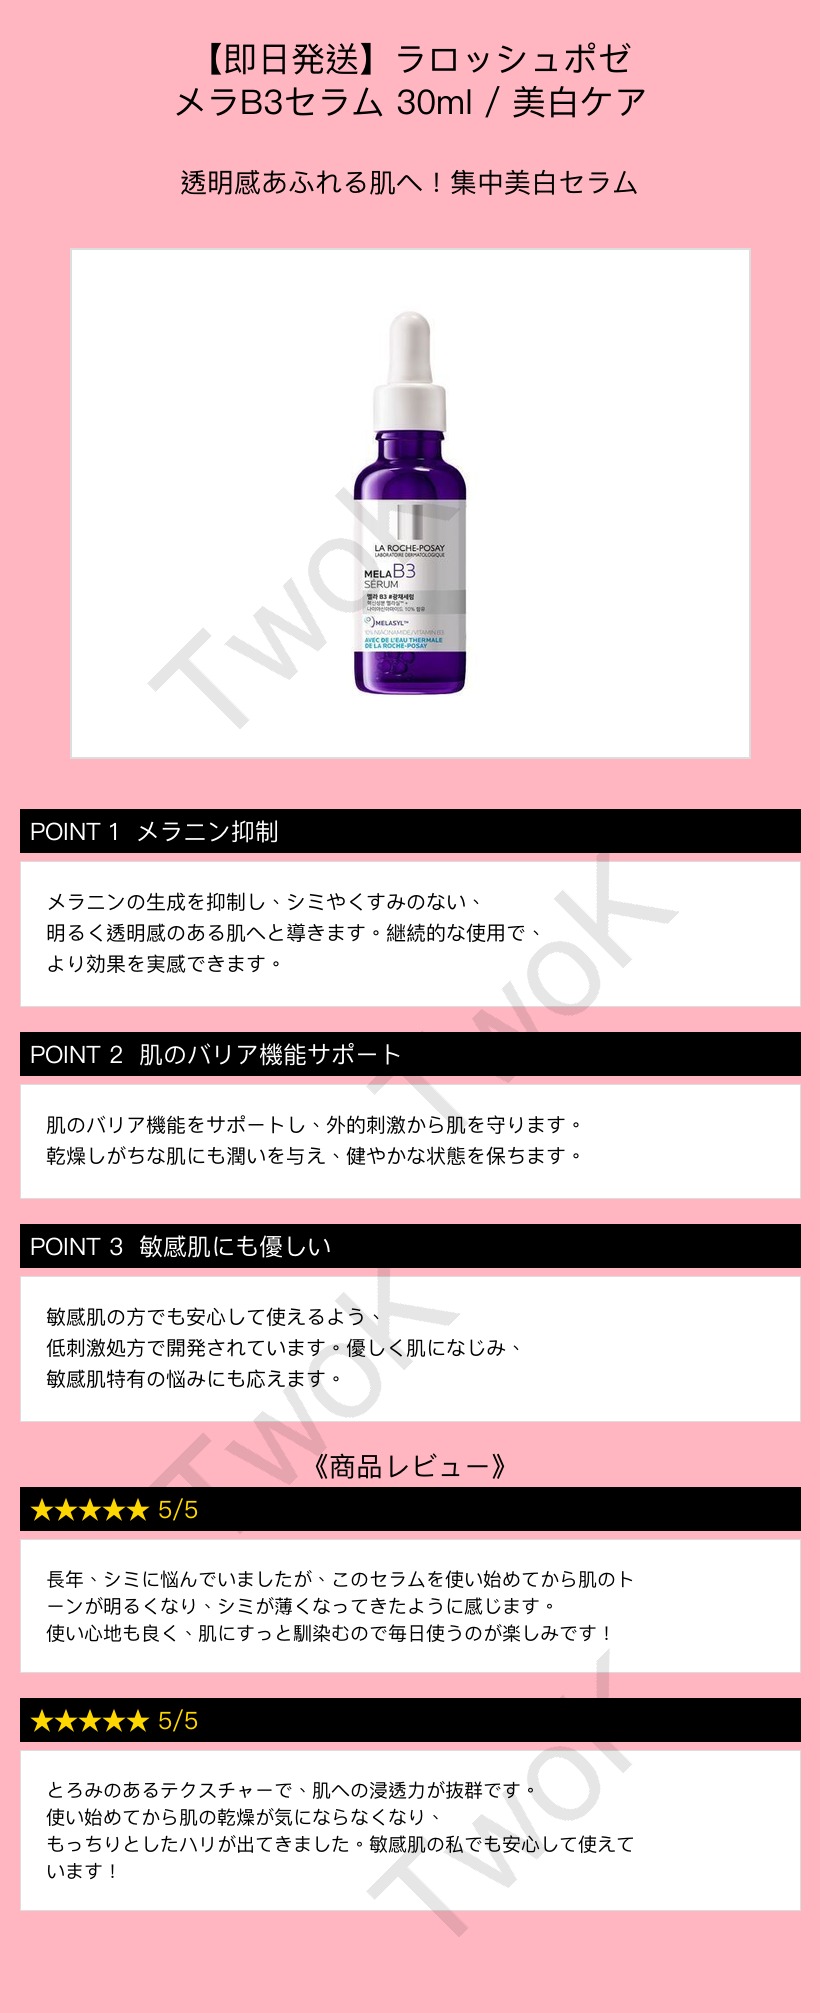 【即日発送】ラロッシュポゼ
メラB3セラム 30ml / 美白ケア
透明感あふれる肌へ！集中美白セラム
LA ROCHE-POSAY
LABORATOIRE DERMATOLOGIQUE
MELA B3
SÉRUM
멜라 B3 #광채세럼
혁신성분 멜라실™ +
나이아신아마이드 10% 함유
MELASYL™
10% NIACINAMIDE/VITAMIN B3
AVEC DE L'EAU THERMALE
DE LA ROCHE-POSAY
TwoK
POINT 1 メラニン抑制
メラニンの生成を抑制し、シミやくすみのない、
明るく透明感のある肌へと導きます。継続的な使用で、
より効果を実感できます。
TwoK
POINT 2 肌のバリア機能サポート
肌のバリア機能をサポートし、外的刺激から肌を守ります。
乾燥しがちな肌にも潤いを与え、健やかな状態を保ちます。
POINT 3 敏感肌にも優しい
敏感肌の方でも安心して使えるよう、
低刺激処方で開発されています。優しく肌になじみ、
敏感肌特有の悩みにも応えます。
TwoK
《商品レビュー》
★★★★★ 5/5
長年、シミに悩んでいましたが、このセラムを使い始めてから肌のト
ーンが明るくなり、シミが薄くなってきたように感じます。
使い心地も良く、肌にすっと馴染むので毎日使うのが楽しみです！
★★★★★ 5/5
とろみのあるテクスチャーで、肌への浸透力が抜群です。
使い始めてから肌の乾燥が気にならなくなり、
もっちりとしたハリが出てきました。敏感肌の私でも安心して使えて
います！
TwoK